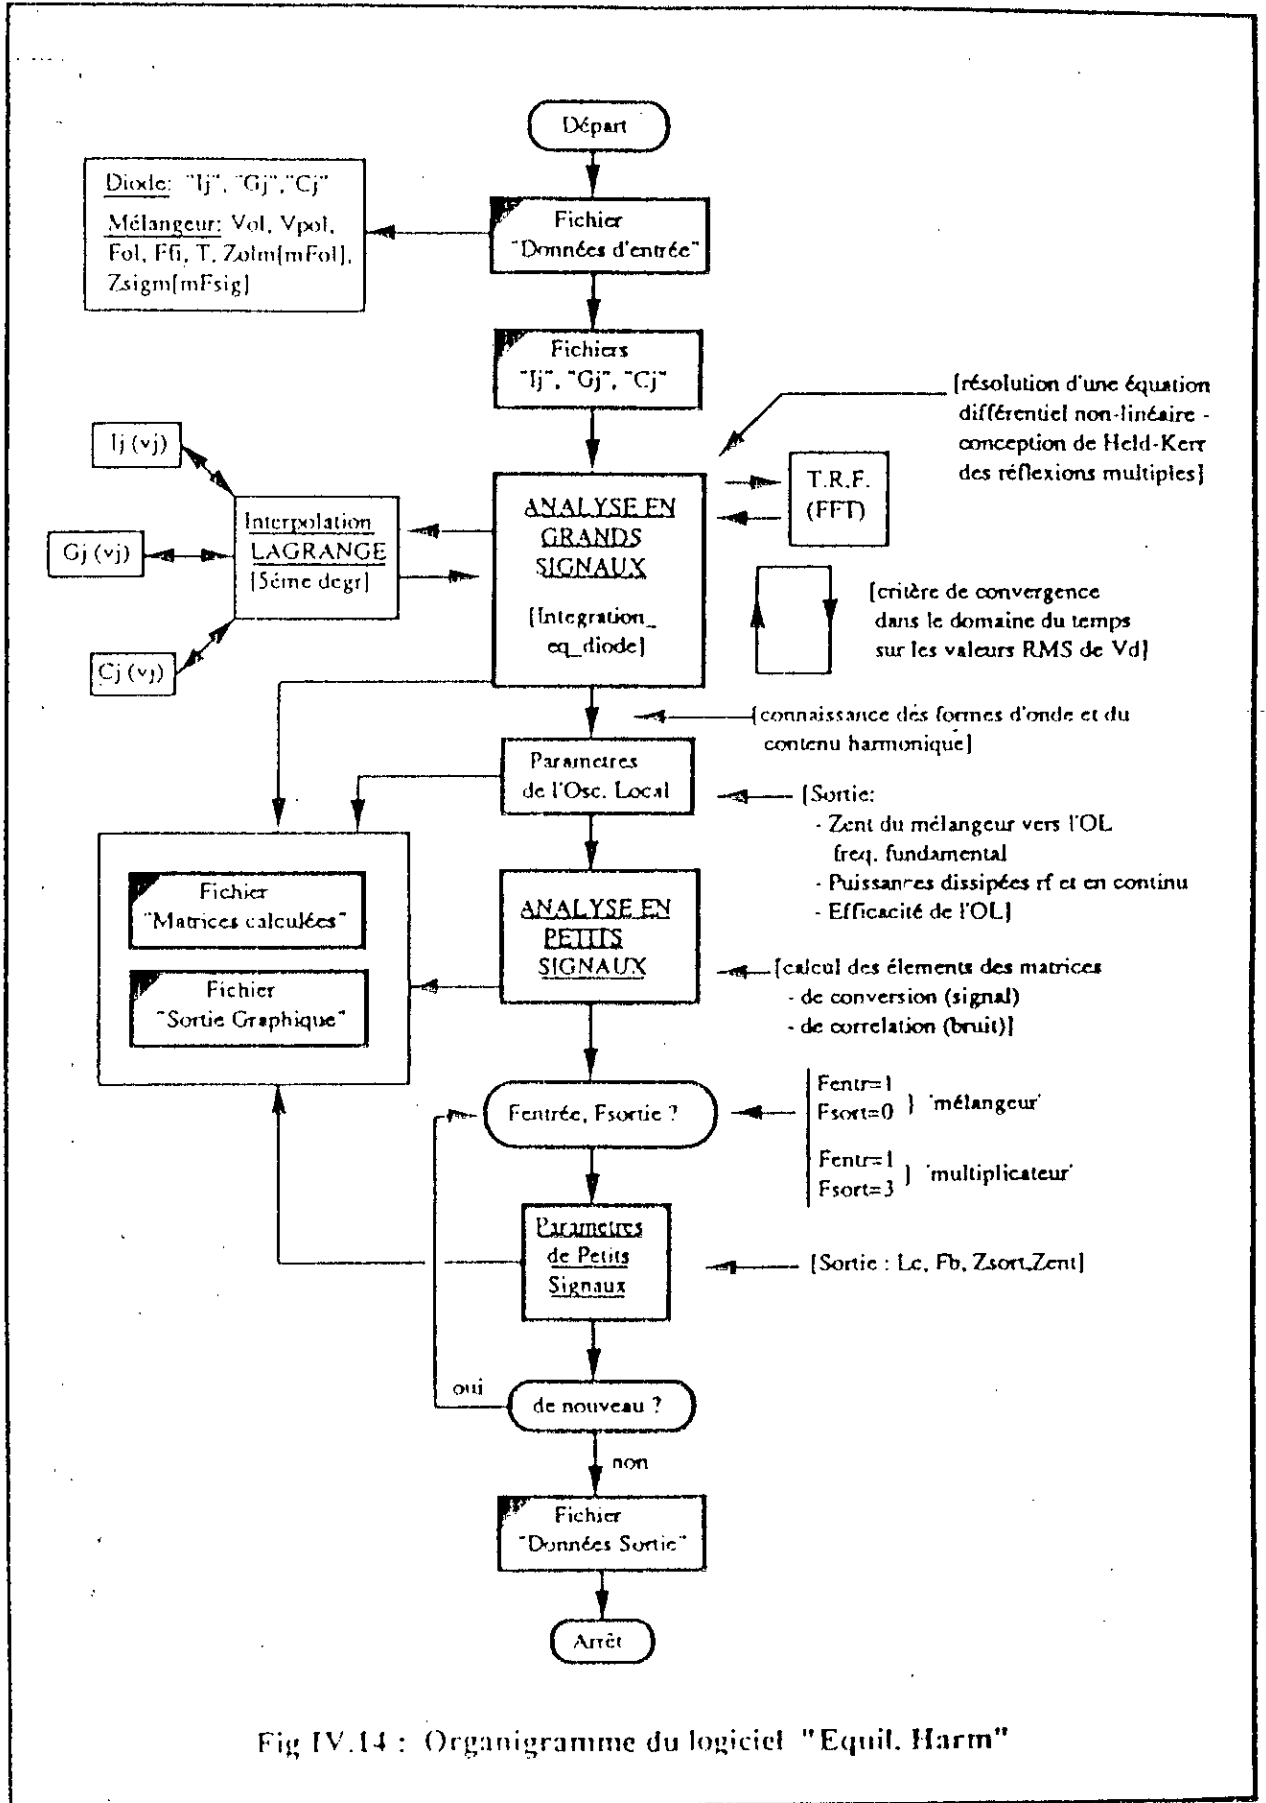 Départ
Diode: "Ij", "Gj", "Cj"
Mélangeur: Vol, Vpol,
Fol, Ffi, T, Zolm[mFol],
Zsigm[mFsig]
Fichier
"Données d'entrée"
Fichiers
"Ij", "Gj", "Cj"
[résolution d'une équation
différentiel non-linéaire -
conception de Held-Kerr
des réflexions multiples]
Ij (vj)
Gj (vj)
Cj (vj)
Interpolation
LAGRANGE
[5éme degr]
ANALYSE EN
GRANDS
SIGNAUX
[Integration_
eq_diode]
T.R.F.
(FFT)
[critère de convergence
dans le domaine du temps
sur les valeurs RMS de Vd]
[connaissance des formes d'onde et du
contenu harmonique]
Parametres
de l'Osc. Local
[Sortie:
- Zent du mélangeur vers l'OL
freq. fundamental
- Puissances dissipées rf et en continu
- Efficacité de l'OL]
Fichier
"Matrices calculées"
Fichier
"Sortie Graphique"
ANALYSE EN
PETITS
SIGNAUX
[calcul des élements des matrices
- de conversion (signal)
- de correlation (bruit)]
Fentrée, Fsortie ?
Fentr=1
Fsort=0 } 'mélangeur'
Fentr=1
Fsort=3 } 'multiplicateur'
Parametres
de Petits
Signaux
[Sortie : Lc, Fb, Zsort,Zent]
oui
de nouveau ?
non
Fichier
"Données Sortie"
Arrêt
Fig IV.14 : Organigramme du logiciel "Equil. Harm"